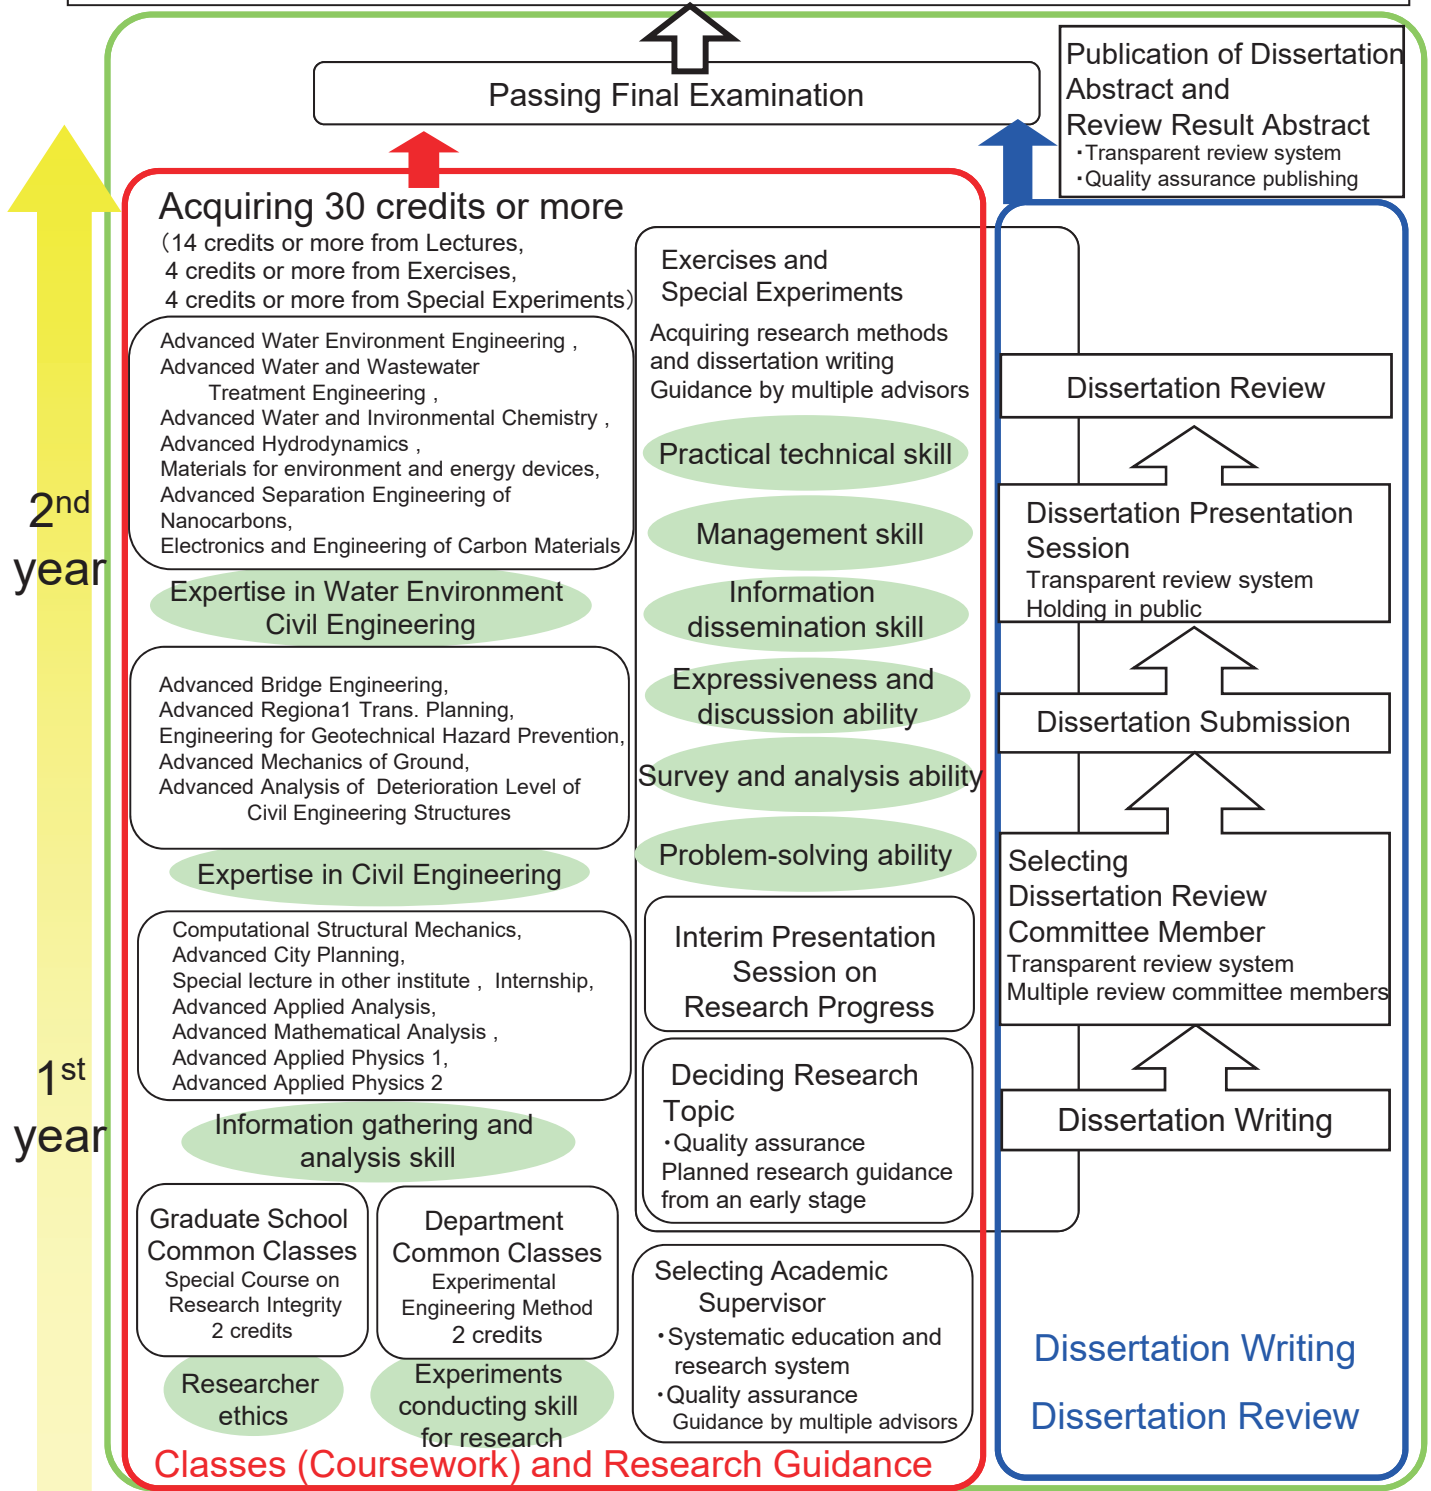 Passing Final Examination
Publication of Dissertation
Abstract and
Review Result Abstract
・Transparent review system
・Quality assurance publishing
2nd
year
1st
year
Acquiring 30 credits or more
（14 credits or more from Lectures,
4 credits or more from Exercises,
4 credits or more from Special Experiments）
Advanced Water Environment Engineering ,
Advanced Water and Wastewater
Treatment Engineering ,
Advanced Water and Invironmental Chemistry ,
Advanced Hydrodynamics ,
Materials for environment and energy devices,
Advanced Separation Engineering of
Nanocarbons,
Electronics and Engineering of Carbon Materials
Expertise in Water Environment
Civil Engineering
Advanced Bridge Engineering,
Advanced Regiona1 Trans. Planning,
Engineering for Geotechnical Hazard Prevention,
Advanced Mechanics of Ground,
Advanced Analysis of Deterioration Level of
Civil Engineering Structures
Expertise in Civil Engineering
Computational Structural Mechanics,
Advanced City Planning,
Special lecture in other institute , Internship,
Advanced Applied Analysis,
Advanced Mathematical Analysis ,
Advanced Applied Physics 1,
Advanced Applied Physics 2
Information gathering and
analysis skill
Graduate School
Common Classes
Special Course on
Research Integrity
2 credits
Researcher
ethics
Department
Common Classes
Experimental
Engineering Method
2 credits
Experiments
conducting skill
for research
Exercises and
Special Experiments
Acquiring research methods
and dissertation writing
Guidance by multiple advisors
Practical technical skill
Management skill
Information
dissemination skill
Expressiveness and
discussion ability
Survey and analysis ability
Problem-solving ability
Interim Presentation
Session on
Research Progress
Deciding Research
Topic
・Quality assurance
Planned research guidance
from an early stage
Selecting Academic
Supervisor
・Systematic education and
research system
・Quality assurance
Guidance by multiple advisors
Classes (Coursework) and Research Guidance
Dissertation Review
Dissertation Presentation
Session
Transparent review system
Holding in public
Dissertation Submission
Selecting
Dissertation Review
Committee Member
Transparent review system
Multiple review committee members
Dissertation Writing
Dissertation Writing
Dissertation Review